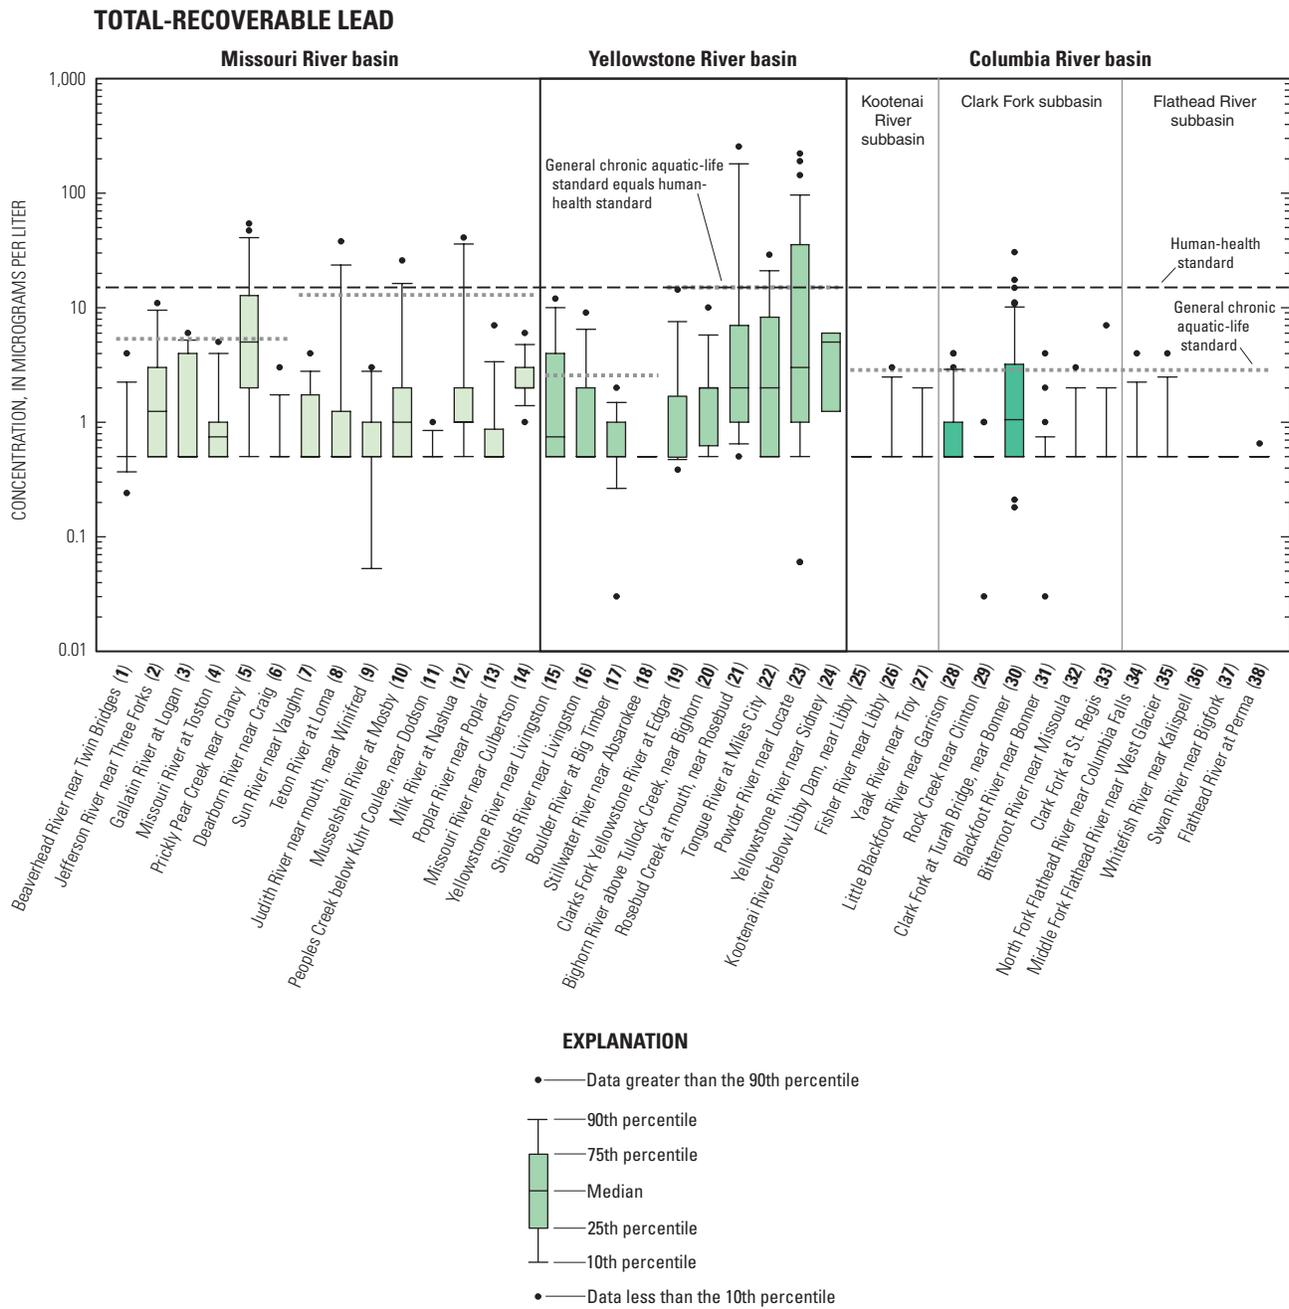 TOTAL-RECOVERABLE LEAD
Missouri River basin
Yellowstone River basin
Columbia River basin
CONCENTRATION, IN MICROGRAMS PER LITER
1,000
100
10
1
0.1
0.01
Kootenai
River
subbasin
Clark Fork subbasin
Flathead River
subbasin
General chronic aquatic-life
standard equals human-
health standard
Human-health
standard
General chronic
aquatic-life
standard
Beaverhead River near Twin Bridges (1)
Jefferson River near Three Forks (2)
Gallatin River at Logan (3)
Missouri River at Toston (4)
Prickly Pear Creek near Clancy (5)
Dearborn River near Craig (6)
Sun River near Vaughn (7)
Teton River at Loma (8)
Judith River near mouth, near Winifred (9)
Musselshell River at Mosby (10)
Peoples Creek below Kuhr Coulee, near Dodson (11)
Milk River at Nashua (12)
Poplar River near Poplar (13)
Missouri River near Culbertson (14)
Yellowstone River near Livingston (15)
Shields River near Livingston (16)
Boulder River at Big Timber (17)
Stillwater River near Absarokee (18)
Clarks Fork Yellowstone River at Edgar (19)
Bighorn River above Tullock Creek, near Bighorn (20)
Rosebud Creek at mouth, near Rosebud (21)
Tongue River at Miles City (22)
Powder River near Locate (23)
Yellowstone River near Sidney (24)
Kootenai River below Libby Dam, near Libby (25)
Fisher River near Libby (26)
Yaak River near Troy (27)
Little Blackfoot River near Garrison (28)
Rock Creek near Clinton (29)
Clark Fork at Turah Bridge, near Bonner (30)
Blackfoot River near Bonner (31)
Bitterroot River near Missoula (32)
Clark Fork at St. Regis (33)
North Fork Flathead River near Columbia Falls (34)
Middle Fork Flathead River near West Glacier (35)
Whitefish River near Kalispell (36)
Swan River near Bigfork (37)
Flathead River at Perma (38)
EXPLANATION
Data greater than the 90th percentile
90th percentile
75th percentile
Median
25th percentile
10th percentile
Data less than the 10th percentile